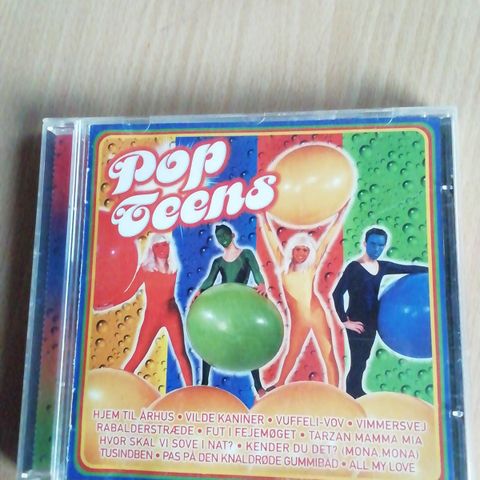 Pop
Teens
HJEM TIL ÅRHUS • VILDE KANINER • VUFFELI-VOV • VIMMERSVEJ
RABALDERSTRÆDE • FUT I FEJEMØGET • TARZAN MAMMA MIA
HVOR SKAL VI SOVE I NAT? • KENDER DU DET? (MONA, MONA)
TUSINDBEN • PAS PÅ DEN KNALDRØDE GUMMIBÅD • ALL MY LOVE